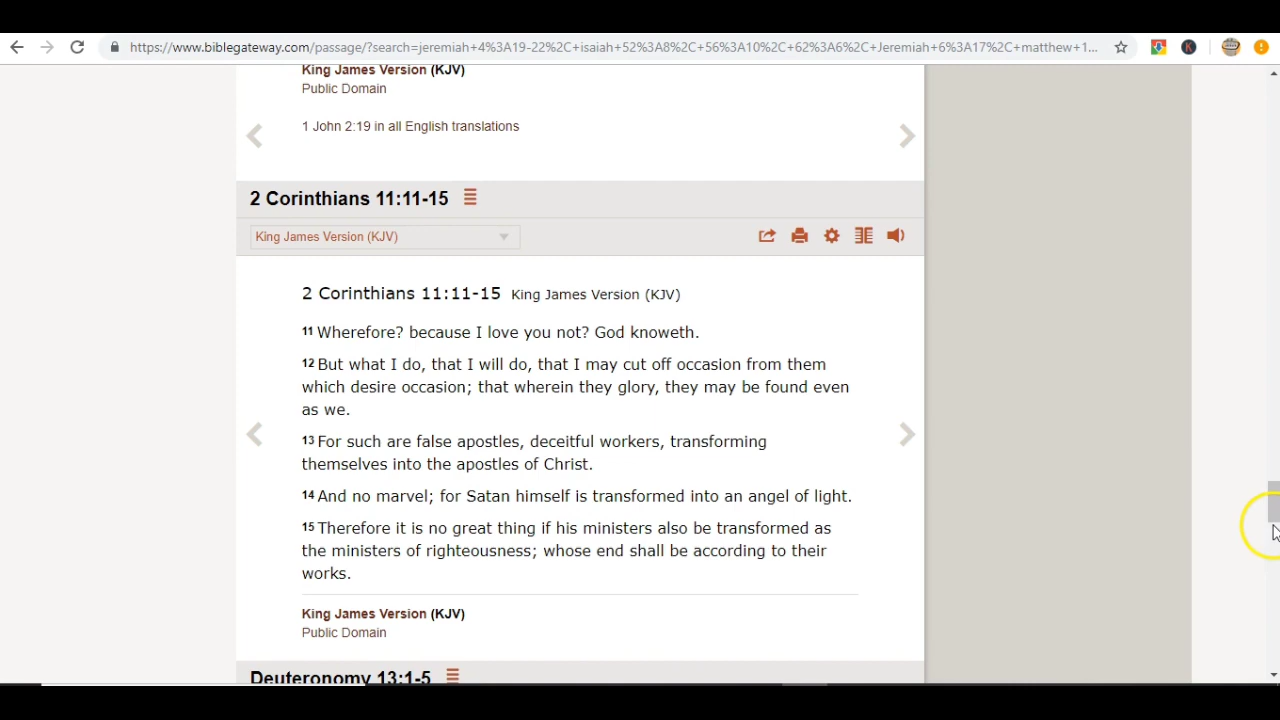 https://www.biblegateway.com/passage/?search=jeremiah+4%3A19-22%2C+isaiah+52%3A8%2C+56%3A10%2C+62%3A6%2C+Jeremiah+6%3A17%2C+matthew+1...
King James Version (KJV)
Public Domain
1 John 2:19 in all English translations
2 Corinthians 11:11-15
King James Version (KJV)
2 Corinthians 11:11-15 King James Version (KJV)
11 Wherefore? because I love you not? God knoweth.
12 But what I do, that I will do, that I may cut off occasion from them
which desire occasion; that wherein they glory, they may be found even
as we.
13 For such are false apostles, deceitful workers, transforming
themselves into the apostles of Christ.
14 And no marvel; for Satan himself is transformed into an angel of light.
15 Therefore it is no great thing if his ministers also be transformed as
the ministers of righteousness; whose end shall be according to their
works.
King James Version (KJV)
Public Domain
Deuteronomy 13:1-5